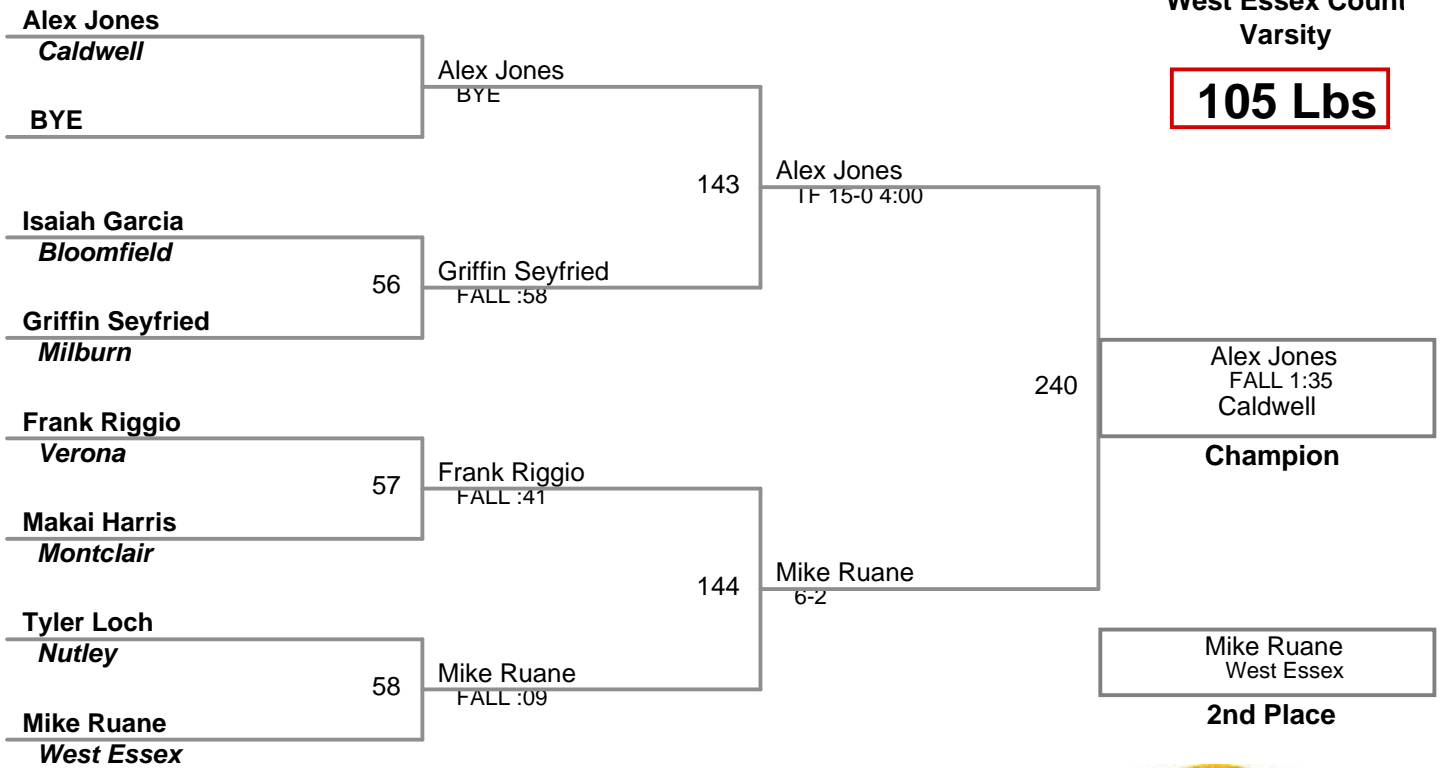 West Essex Count
Varsity
105 Lbs
Alex Jones
Caldwell
BYE
Isaiah Garcia
Bloomfield
Griffin Seyfried
Milburn
Frank Riggio
Verona
Makai Harris
Montclair
Tyler Loch
Nutley
Mike Ruane
West Essex
56
57
58
Alex Jones
BYE
Griffin Seyfried
FALL :58
Frank Riggio
FALL :41
Mike Ruane
FALL :09
143
144
Alex Jones
TF 15-0 4:00
Mike Ruane
6-2
240
Alex Jones
FALL 1:35
Caldwell
Champion
Mike Ruane
West Essex
2nd Place